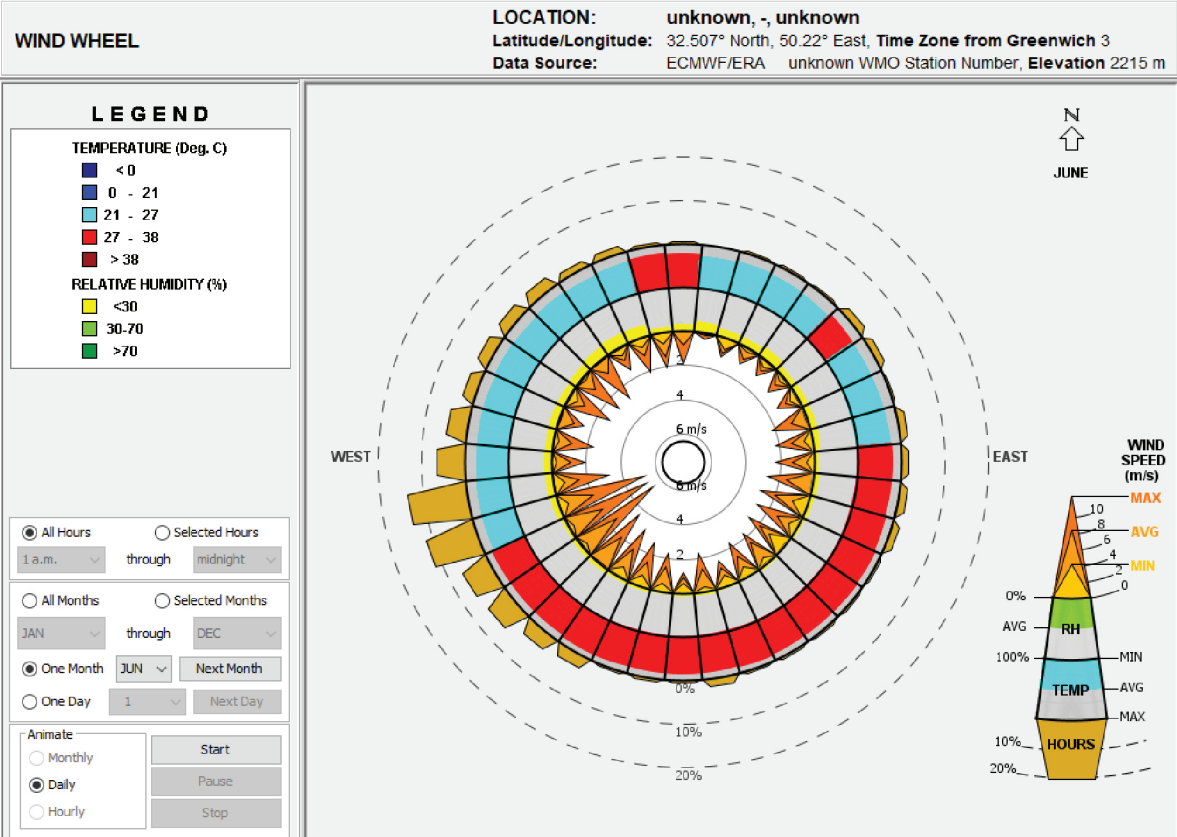 WIND WHEEL
LOCATION: unknown, -, unknown
Latitude/Longitude: 32.507° North, 50.22° East, Time Zone from Greenwich 3
Data Source: ECMWF/ERA unknown WMO Station Number, Elevation 2215 m
LEGEND
TEMPERATURE (Deg. C)
< 0
0 - 21
21 - 27
27 - 38
> 38
RELATIVE HUMIDITY (%)
<30
30-70
>70
All Hours Selected Hours
1 a.m. through midnight
All Months Selected Months
JAN through DEC
One Month JUN Next Month
One Day 1 Next Day
Animate
Monthly
Daily
Hourly
Start
Pause
Stop
N
JUNE
WEST
EAST
2
4
6 m/s
6 m/s
4
2
0%
10%
20%
WIND
SPEED
(m/s)
MAX
10
8
AVG
6
4
MIN
2
0
0%
AVG
RH
100%
MIN
TEMP
AVG
MAX
10%
HOURS
20%